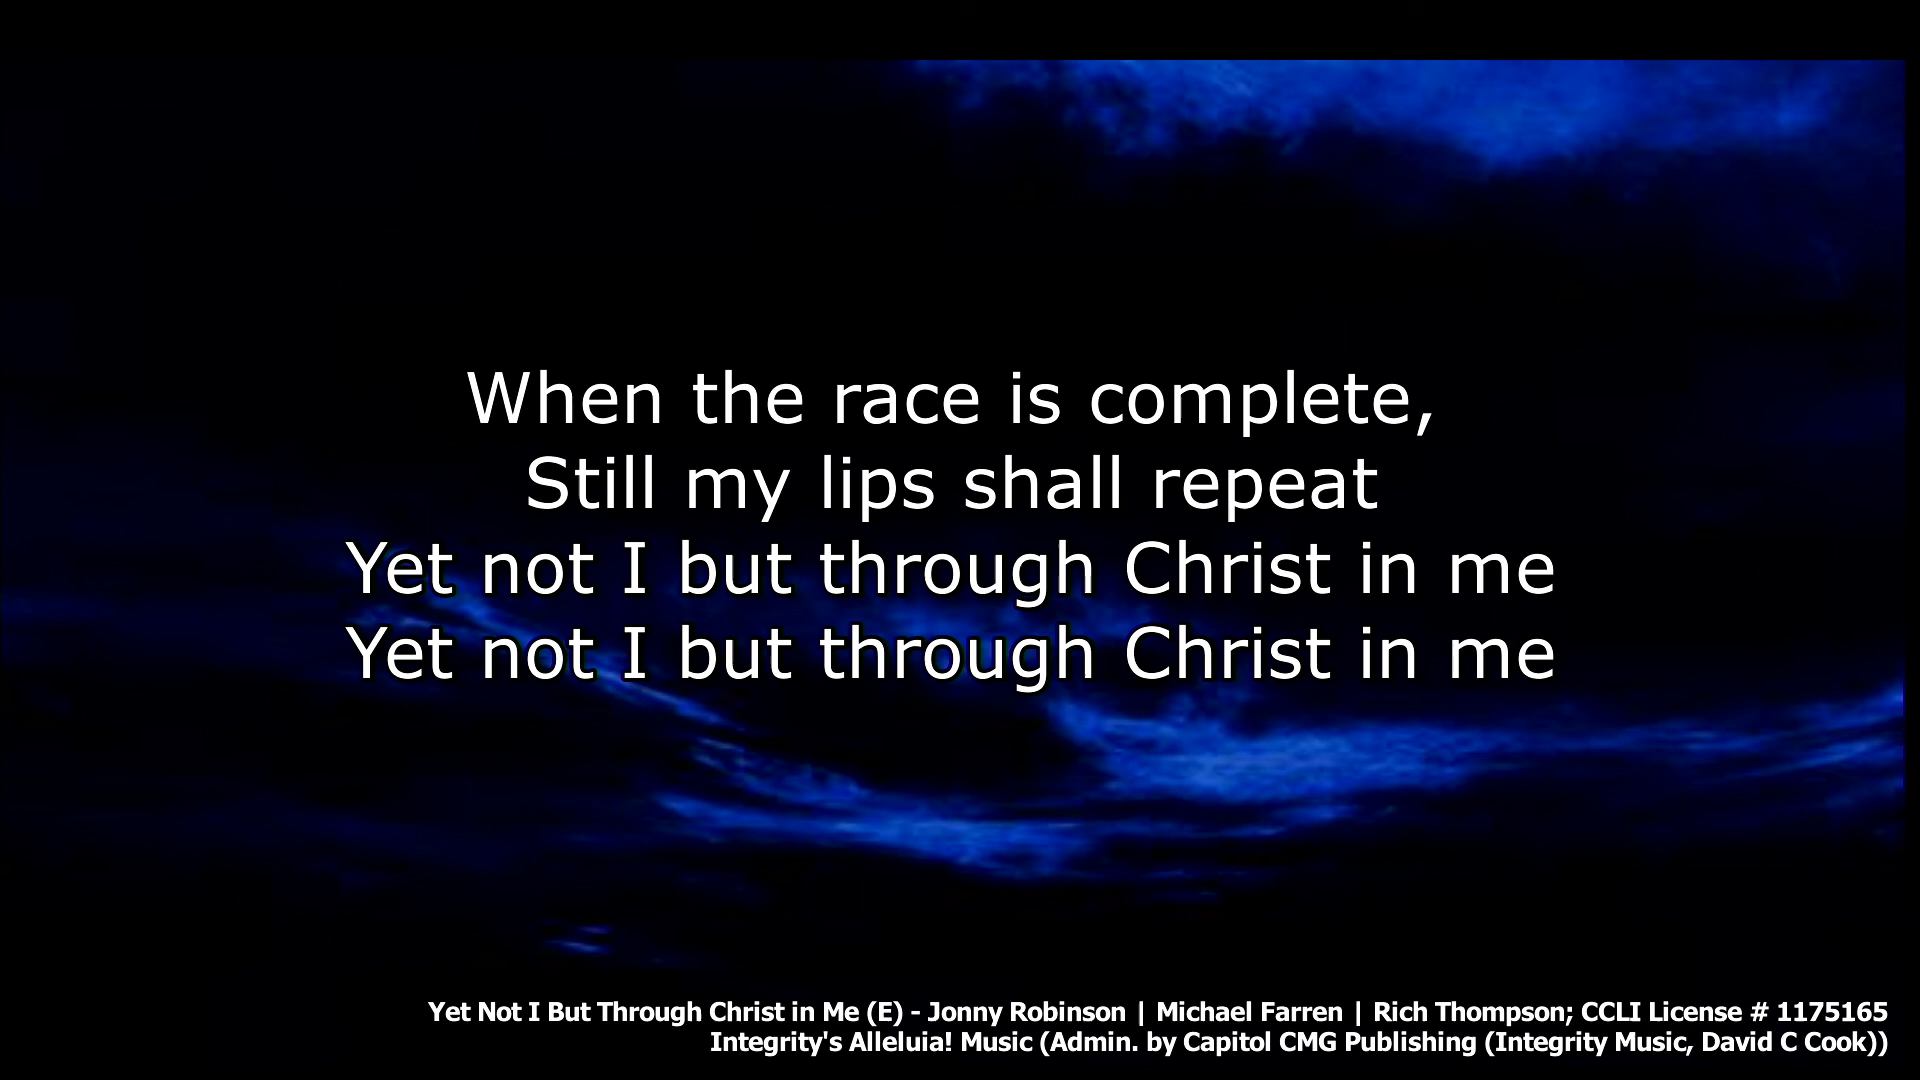 When the race is complete,
Still my lips shall repeat
Yet not I but through Christ in me
Yet not I but through Christ in me
Yet Not I But Through Christ in Me (E) - Jonny Robinson | Michael Farren | Rich Thompson; CCLI License # 1175165
Integrity's Alleluia! Music (Admin. by Capitol CMG Publishing (Integrity Music, David C Cook))